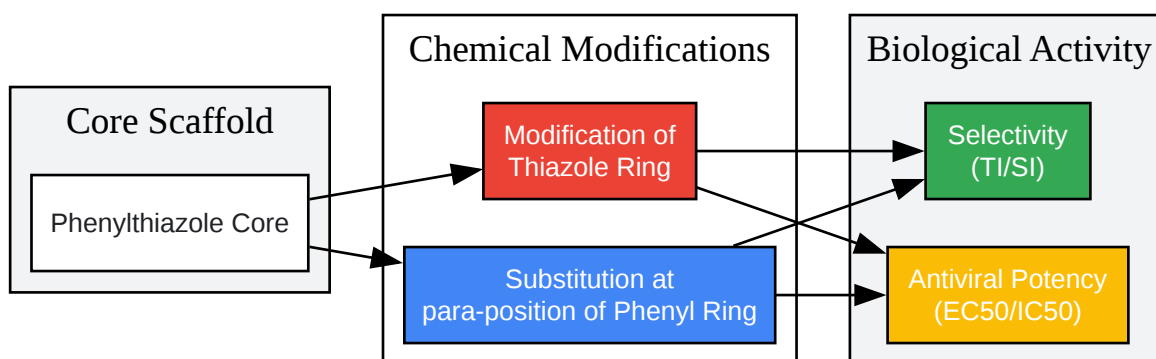 Core Scaffold
Phenylthiazole Core
Chemical Modifications
Modification of
Thiazole Ring
Substitution at
para-position of Phenyl Ring
Biological Activity
Selectivity
(TI/SI)
Antiviral Potency
(EC50/IC50)